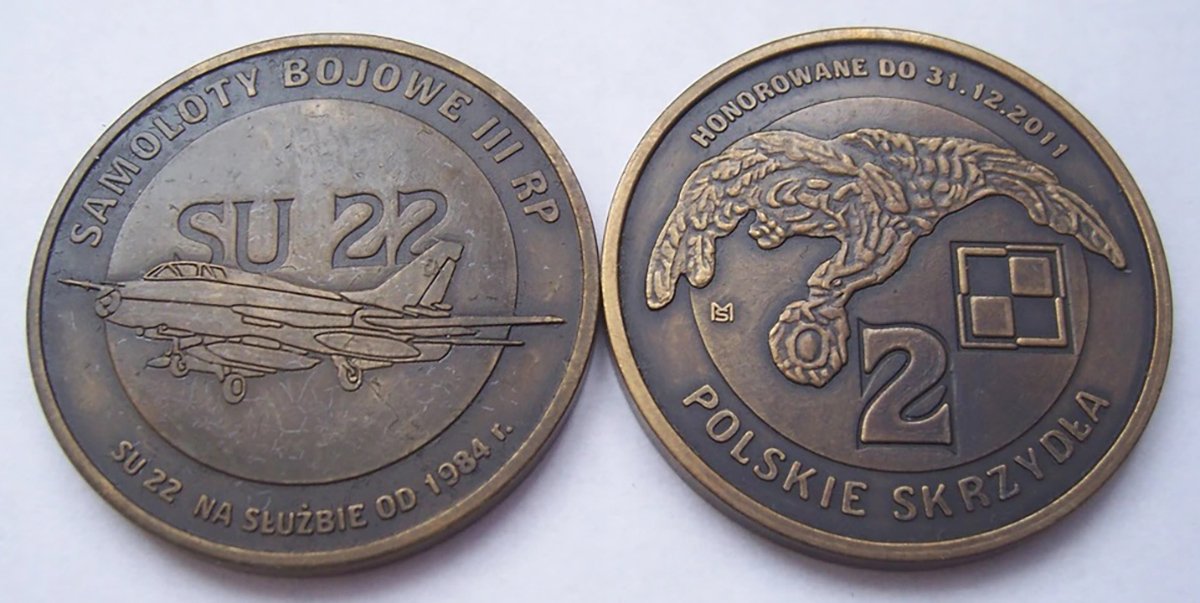 SAMOLOTY BOJOWE III RP
SU 22
SU 22 NA SŁUŻBIE OD 1984 r.
HONOROWANE DO 31.12.2011
2
POLSKIE SKRZYDŁA